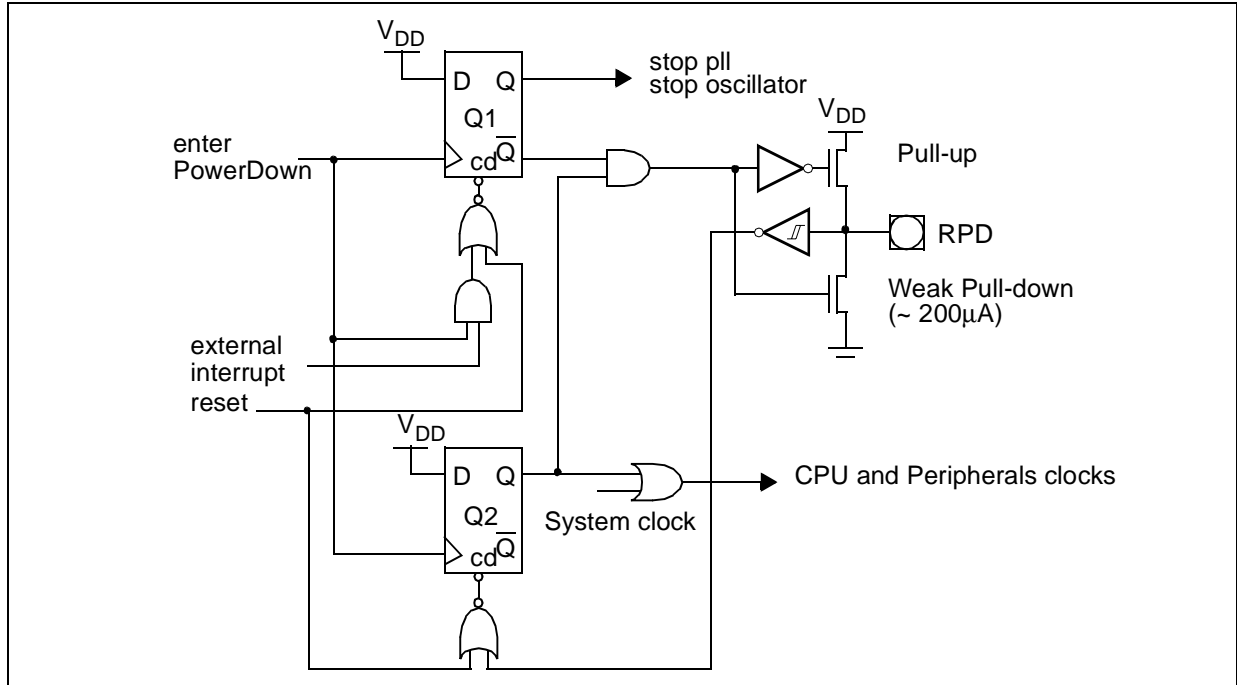 VDD
D Q
Q1
cd Q̅
stop pll
stop oscillator
enter
PowerDown
VDD
Pull-up
RPD
Weak Pull-down
(~ 200μA)
external
interrupt
reset
VDD
D Q
Q2
cd Q̅
System clock
CPU and Peripherals clocks